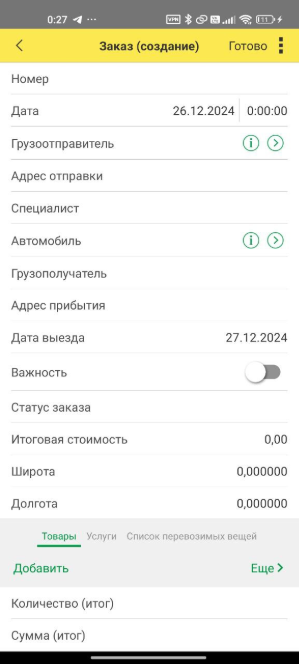 0:27
VPN 11
Заказ (создание) Готово
Номер
Дата 26.12.2024 0:00:00
Грузоотправитель
Адрес отправки
Специалист
Автомобиль
Грузополучатель
Адрес прибытия
Дата выезда 27.12.2024
Важность
Статус заказа
Итоговая стоимость 0,00
Широта 0,000000
Долгота 0,000000
Товары Услуги Список перевозимых вещей
Добавить Еще
Количество (итог)
Сумма (итог)